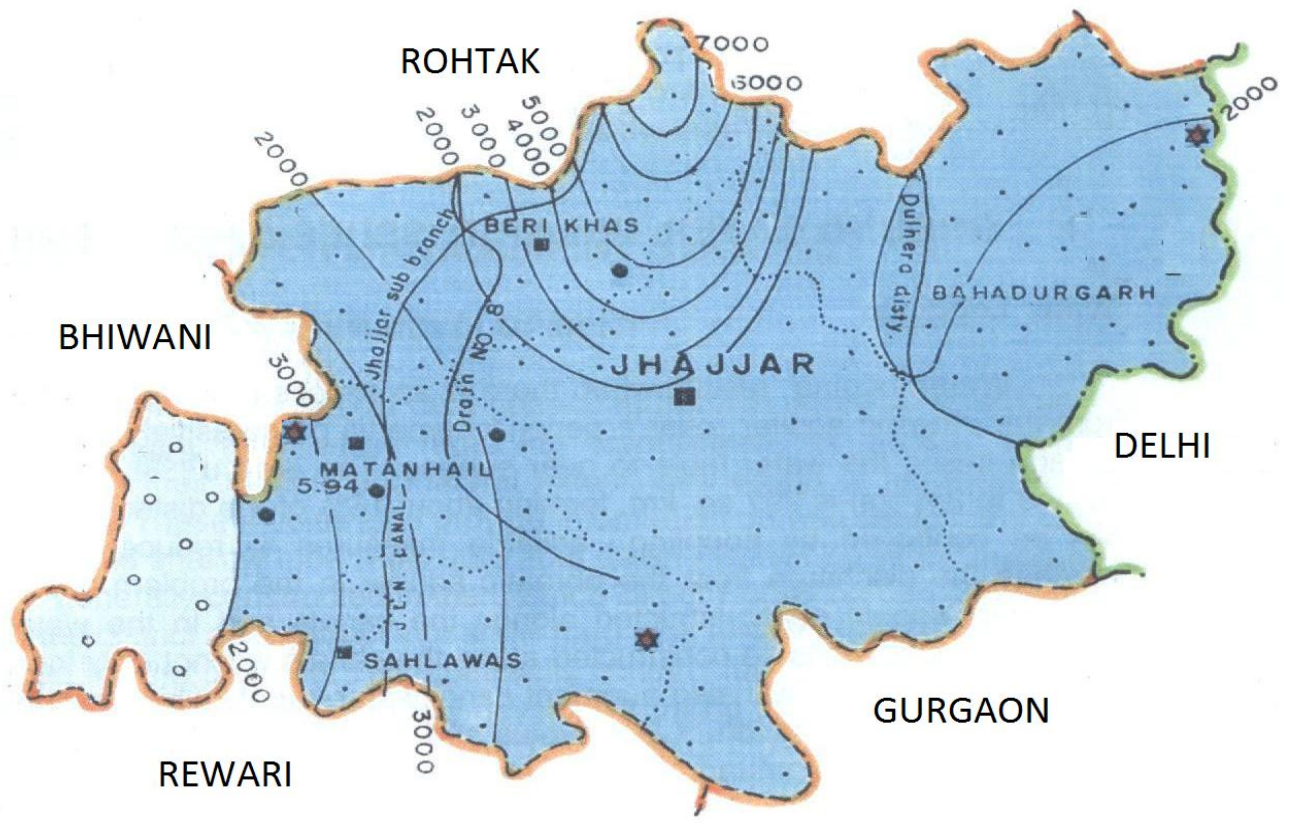 ROHTAK
7000
6000
5000
4000
3000
2000
2000
2000
BERI KHAS
Jhajjar sub branch
Dulhera disty
BAHADURGARH
BHIWANI
Drain NO. 8
JHAJJAR
3000
DELHI
MATANHAIL
5.94
J.L.N CANAL
SAHLAWAS
2000
3000
GURGAON
REWARI